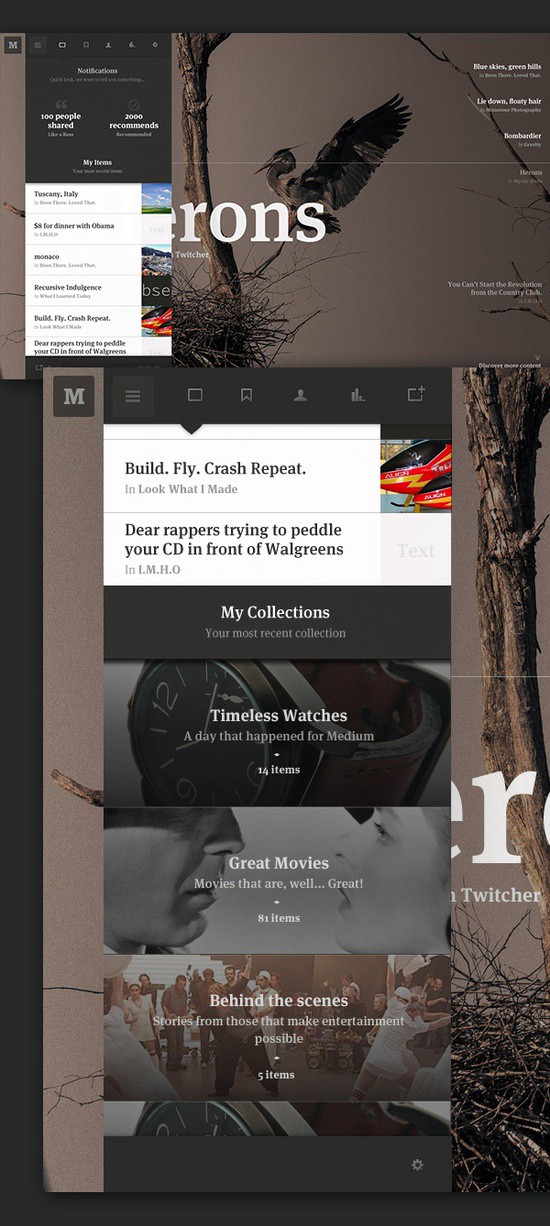 M
Notifications
Quick look, we want to tell you something...
100 people
shared
Like a Boss
2000
recommends
Recommended
My Items
Your most recent items
Tuscany, Italy
In Been There. Loved That.
$8 for dinner with Obama
In I.M.H.O
Text
monaco
In Been There. Loved That.
Recursive Indulgence
In What I Learned Today
bse
Build. Fly. Crash Repeat.
In Look What I Made
Dear rappers trying to peddle
your CD in front of Walgreens
erons
Twitcher
Blue skies, green hills
In Been There. Loved That.
Lie down, floaty hair
In Monotone Photography
Bombardier
In Gravity
Herons
You Can't Start the Revolution
from the Country Club.
In I.M.H.O
Discover more content
M
Build. Fly. Crash Repeat.
In Look What I Made
ALIGN
ALIGN
Dear rappers trying to peddle
your CD in front of Walgreens
In I.M.H.O
Text
My Collections
Your most recent collection
Timeless Watches
A day that happened for Medium
14 items
Great Movies
Movies that are, well... Great!
81 items
Behind the scenes
Stories from those that make entertainment
possible
5 items
er
Twitcher